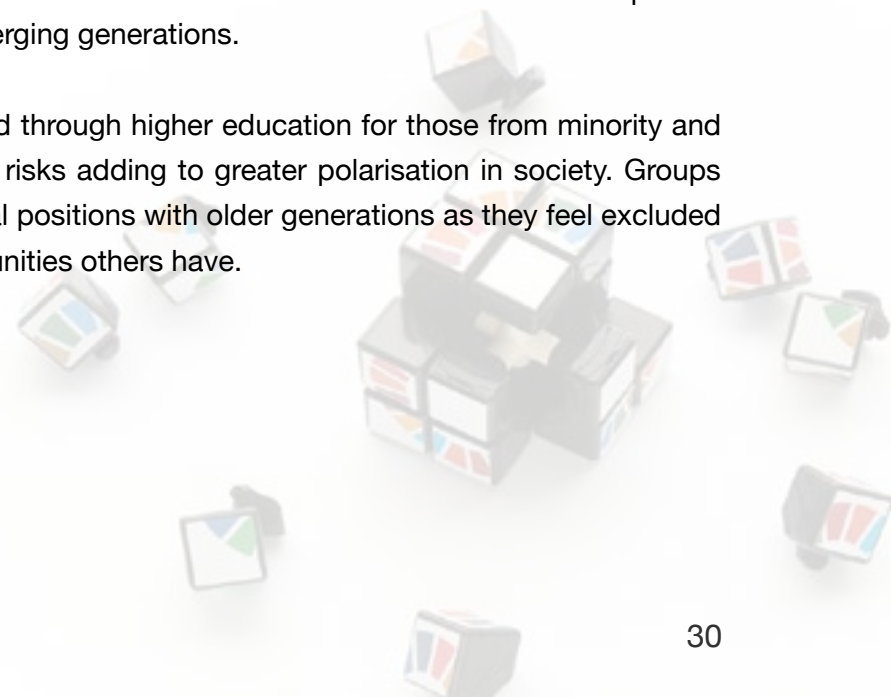 erging generations.
d through higher education for those from minority and
risks adding to greater polarisation in society. Groups
l positions with older generations as they feel excluded
unities others have.
30